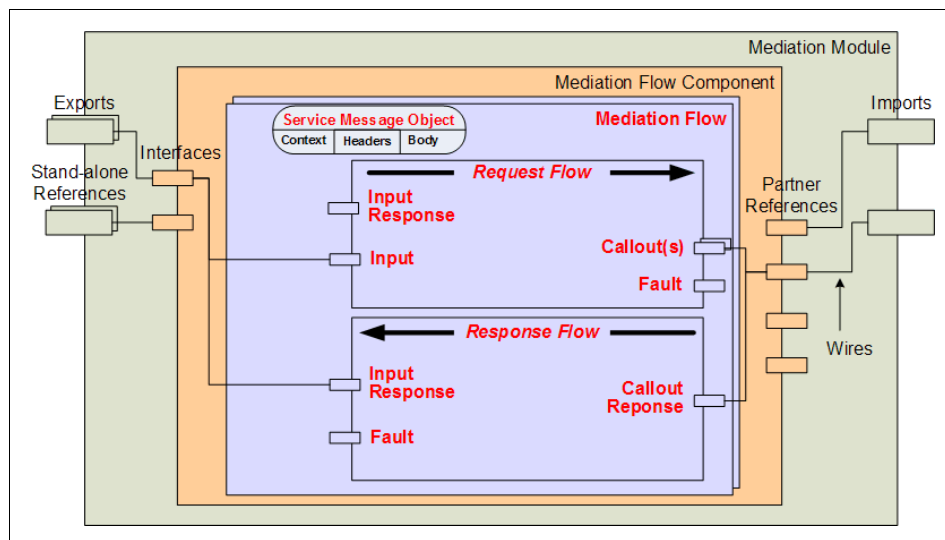 Mediation Module
Mediation Flow Component
Exports
Imports
Service Message Object
Mediation Flow
Context
Headers
Body
Interfaces
Stand-alone
References
Request Flow
Input
Response
Partner
References
Input
Callout(s)
Fault
Response Flow
Wires
Input
Response
Callout
Reponse
Fault